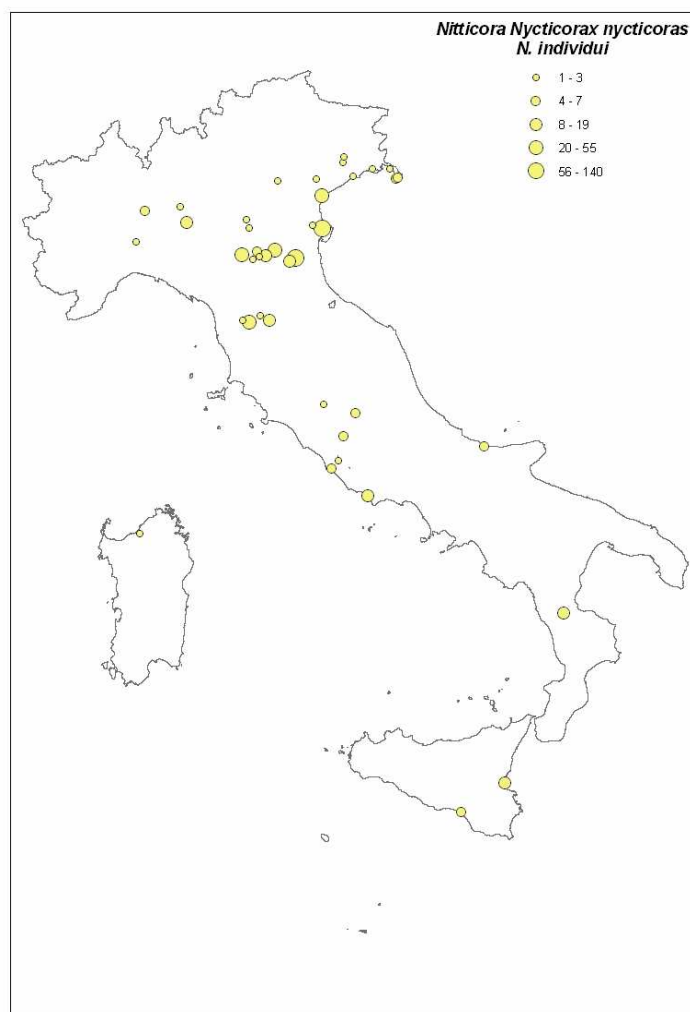 Nitticora Nycticorax nycticoras
N. individui
1 - 3
4 - 7
8 - 19
20 - 55
56 - 140